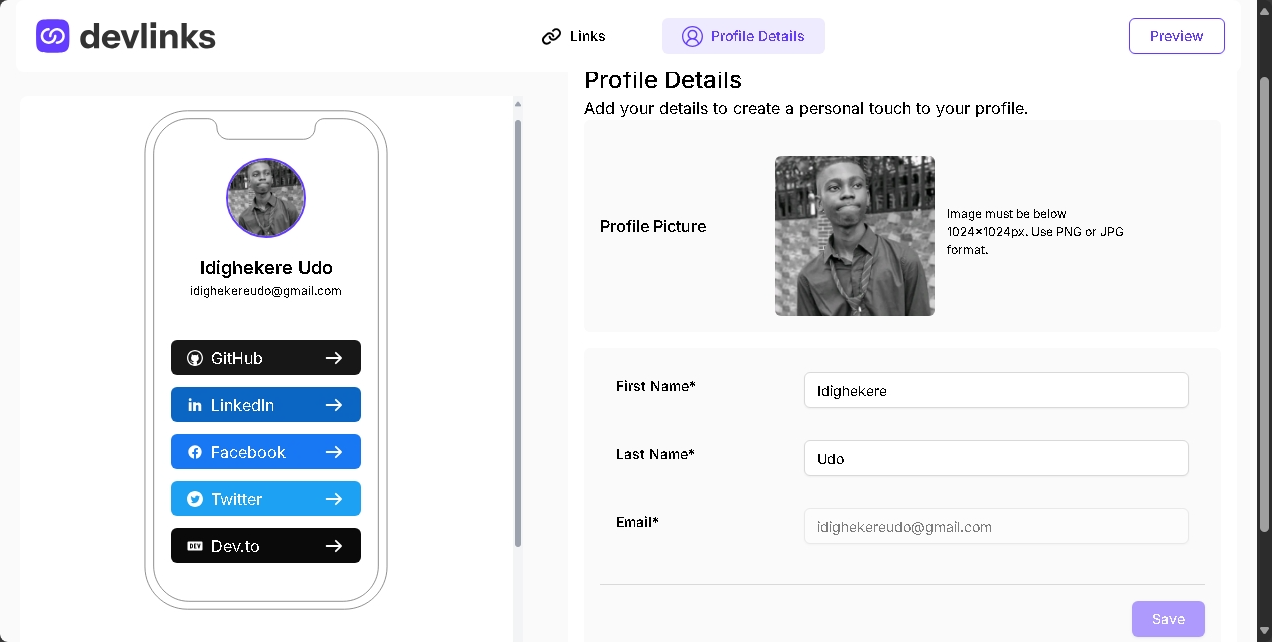 devlinks
Links
Profile Details
Preview
Idighekere Udo
idighekereudo@gmail.com
GitHub
LinkedIn
Facebook
Twitter
DEV Dev.to
Profile Details
Add your details to create a personal touch to your profile.
Profile Picture
Image must be below
1024×1024px. Use PNG or JPG
format.
First Name*
Idighekere
Last Name*
Udo
Email*
idighekereudo@gmail.com
Save